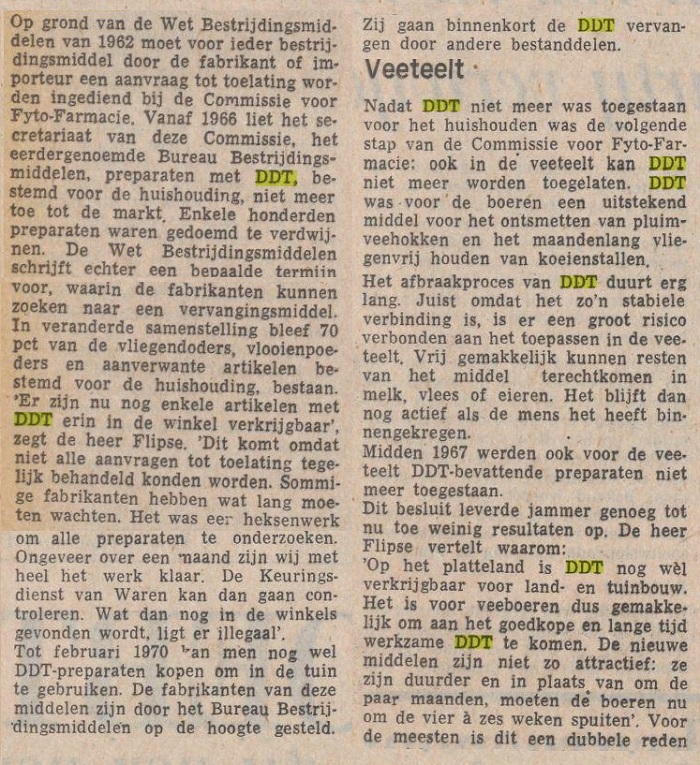 Op grond van de Wet Bestrijdingsmid-
delen van 1962 moet voor ieder bestrij-
dingsmiddel door de fabrikant of im-
porteur een aanvraag tot toelating wor-
den ingediend bij de Commissie voor
Fyto-Farmacie. Vanaf 1966 liet het se-
cretariaat van deze Commissie, het
eerdergenoemde Bureau Bestrijdings-
middelen, preparaten met DDT, be-
stemd voor de huishouding, niet meer
toe tot de markt. Enkele honderden
preparaten waren gedoemd te verdwij-
nen. De Wet Bestrijdingsmiddelen
schrijft echter een bepaalde termijn
voor, waarin de fabrikanten kunnen
zoeken naar een vervangingsmiddel.
In veranderde samenstelling bleef 70
pct van de vliegendoders, vlooienpoe-
ders en aanverwante artikelen be-
stemd voor de huishouding, bestaan.
'Er zijn nu nog enkele artikelen met
DDT erin in de winkel verkrijgbaar',
zegt de heer Flipse. 'Dit komt omdat
niet alle aanvragen tot toelating tege-
lijk behandeld konden worden. Sommi-
ge fabrikanten hebben wat lang moe-
ten wachten. Het was een heksenwerk
om alle preparaten te onderzoeken.
Ongeveer over een maand zijn wij met
heel het werk klaar. De Keurings-
dienst van Waren kan dan gaan con-
troleren. Wat dan nog in de winkels
gevonden wordt, ligt er illegaal'.
Tot februari 1970 kan men nog wel
DDT-preparaten kopen om in de tuin
te gebruiken. De fabrikanten van deze
middelen zijn door het Bureau Bestrij-
dingsmiddelen op de hoogte gesteld.
Zij gaan binnenkort de DDT vervan-
gen door andere bestanddelen.
Veeteelt
Nadat DDT niet meer was toegestaan
voor het huishouden was de volgende
stap van de Commissie voor Fyto-Far-
macie: ook in de veeteelt kan DDT
niet meer worden toegelaten. DDT
was voor de boeren een uitstekend
middel voor het ontsmetten van pluim-
veehokken en het maandenlang vlie-
genvrij houden van koeienstallen.
Het afbraakproces van DDT duurt erg
lang. Juist omdat het zo'n stabiele
verbinding is, is er een groot risico
verbonden aan het toepassen in de vee-
teelt. Vrij gemakkelijk kunnen resten
van het middel terechtkomen in
melk, vlees of eieren. Het blijft dan
nog actief als de mens het heeft bin-
nengekregen.
Midden 1967 werden ook voor de vee-
teelt DDT-bevattende preparaten niet
meer toegestaan.
Dit besluit leverde jammer genoeg tot
nu toe weinig resultaten op. De heer
Flipse vertelt waarom:
'Op het platteland is DDT nog wèl
verkrijgbaar voor land- en tuinbouw.
Het is voor veeboeren dus gemakke-
lijk om aan het goedkope en lange tijd
werkzame DDT te komen. De nieuwe
middelen zijn niet zo attractief: ze
zijn duurder en in plaats van om de
paar maanden, moeten de boeren nu
om de vier à zes weken spuiten'. Voor
de meesten is dit een dubbele reden